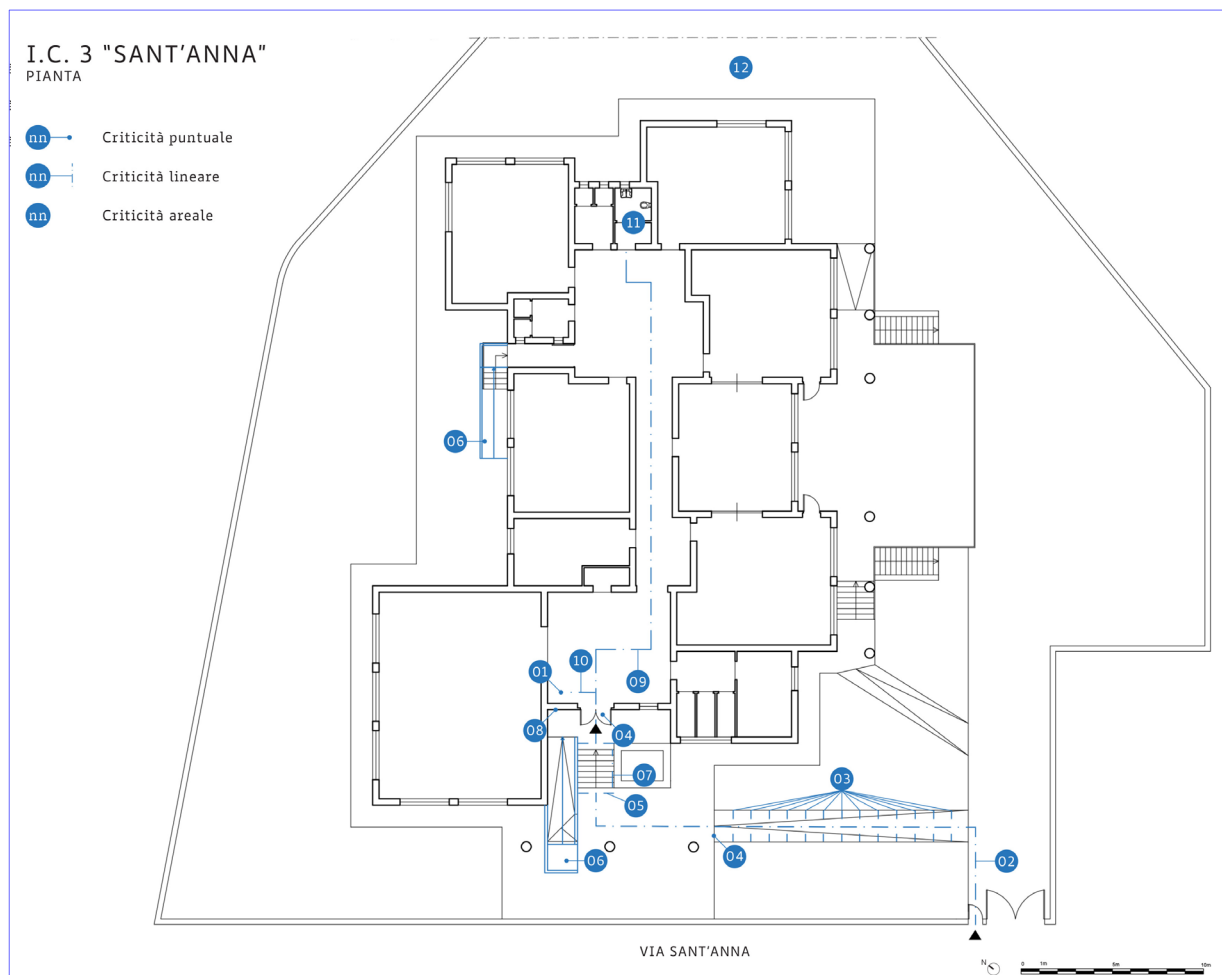 I.C. 3 "SANT'ANNA"
PIANTA
nn Criticità puntuale
nn Criticità lineare
nn Criticità areale
12
11
06
01
10
09
08
04
07
05
03
06
04
02
VIA SANT'ANNA
N
0 1m 5m 10m